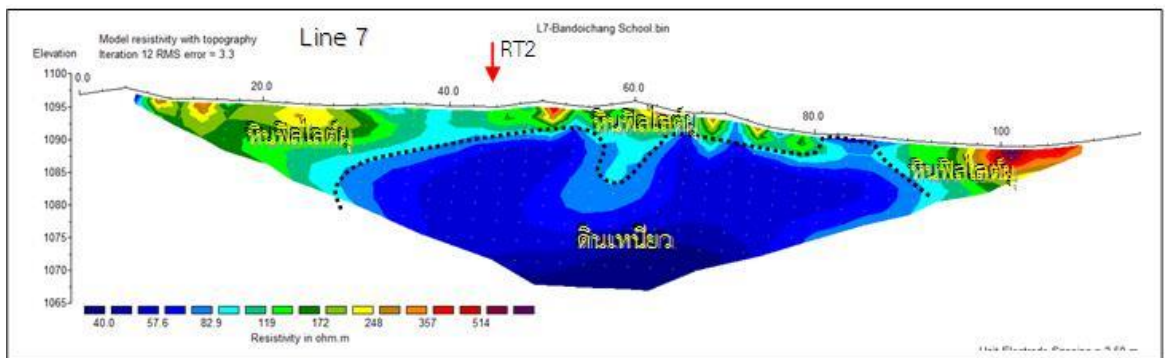 L7-Bandoichang School.bin
Model resistivity with topography
Line 7
Iteration 12 RMS error = 3.3
RT2
Elevation
1100
0.0
20.0
40.0
60.0
80.0
100
1095
1090
1085
1080
1075
1070
1065
หินฟิลไลต์ผุ
หินฟิลไลต์ผุ
หินฟิลไลต์ผุ
ดินเหนียว
40.0 57.6 82.9 119 172 248 357 514
Resistivity in ohm.m